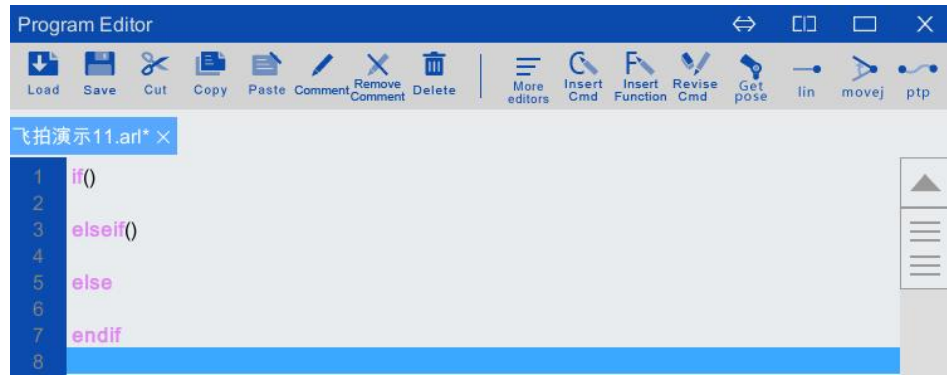 Program Editor
Load Save Cut Copy Paste Comment Remove Comment Delete More editors Insert Cmd Insert Function Revise Cmd Get pose lin movej ptp
飞拍演示11.arl* ×
1 if()
2
3 elseif()
4
5 else
6
7 endif
8